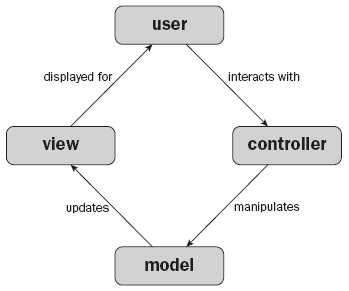 user
displayed for
interacts with
view
controller
updates
manipulates
model